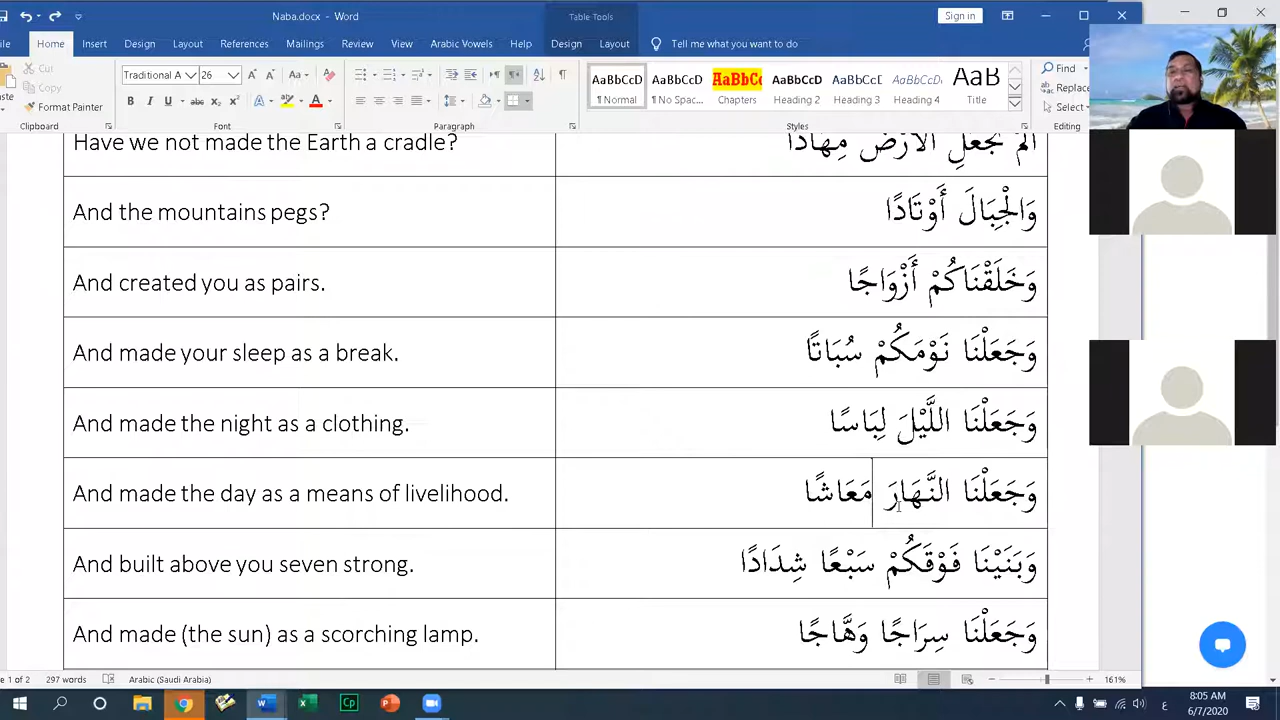 Naba.docx - Word
Table Tools
Sign in
Home Insert Design Layout References Mailings Review View Arabic Vowels Help Design Layout Tell me what you want to do
Cut
Copy
Format Painter
Clipboard
Traditional A 26
Font
Paragraph
AaBbCcD AaBbCcD AaBbCc AaBbCcD AaBbCcD AaBbCcD AaB
¶ Normal ¶ No Spac... Chapters Heading 2 Heading 3 Heading 4 Title
Styles
Find
Replace
Select
Editing
Have we not made the Earth a cradle? أَلَمْ نَجْعَلِ الْأَرْضَ مِهَادًا
And the mountains pegs? وَالْجِبَالَ أَوْتَادًا
And created you as pairs. وَخَلَقْنَاكُمْ أَزْوَاجًا
And made your sleep as a break. وَجَعَلْنَا نَوْمَكُمْ سُبَاتًا
And made the night as a clothing. وَجَعَلْنَا اللَّيْلَ لِبَاسًا
And made the day as a means of livelihood. وَجَعَلْنَا النَّهَارَ مَعَاشًا
And built above you seven strong. وَبَنَيْنَا فَوْقَكُمْ سَبْعًا شِدَادًا
And made (the sun) as a scorching lamp. وَجَعَلْنَا سِرَاجًا وَهَّاجًا
1 of 2 297 words Arabic (Saudi Arabia) 161%
8:05 AM
6/7/2020